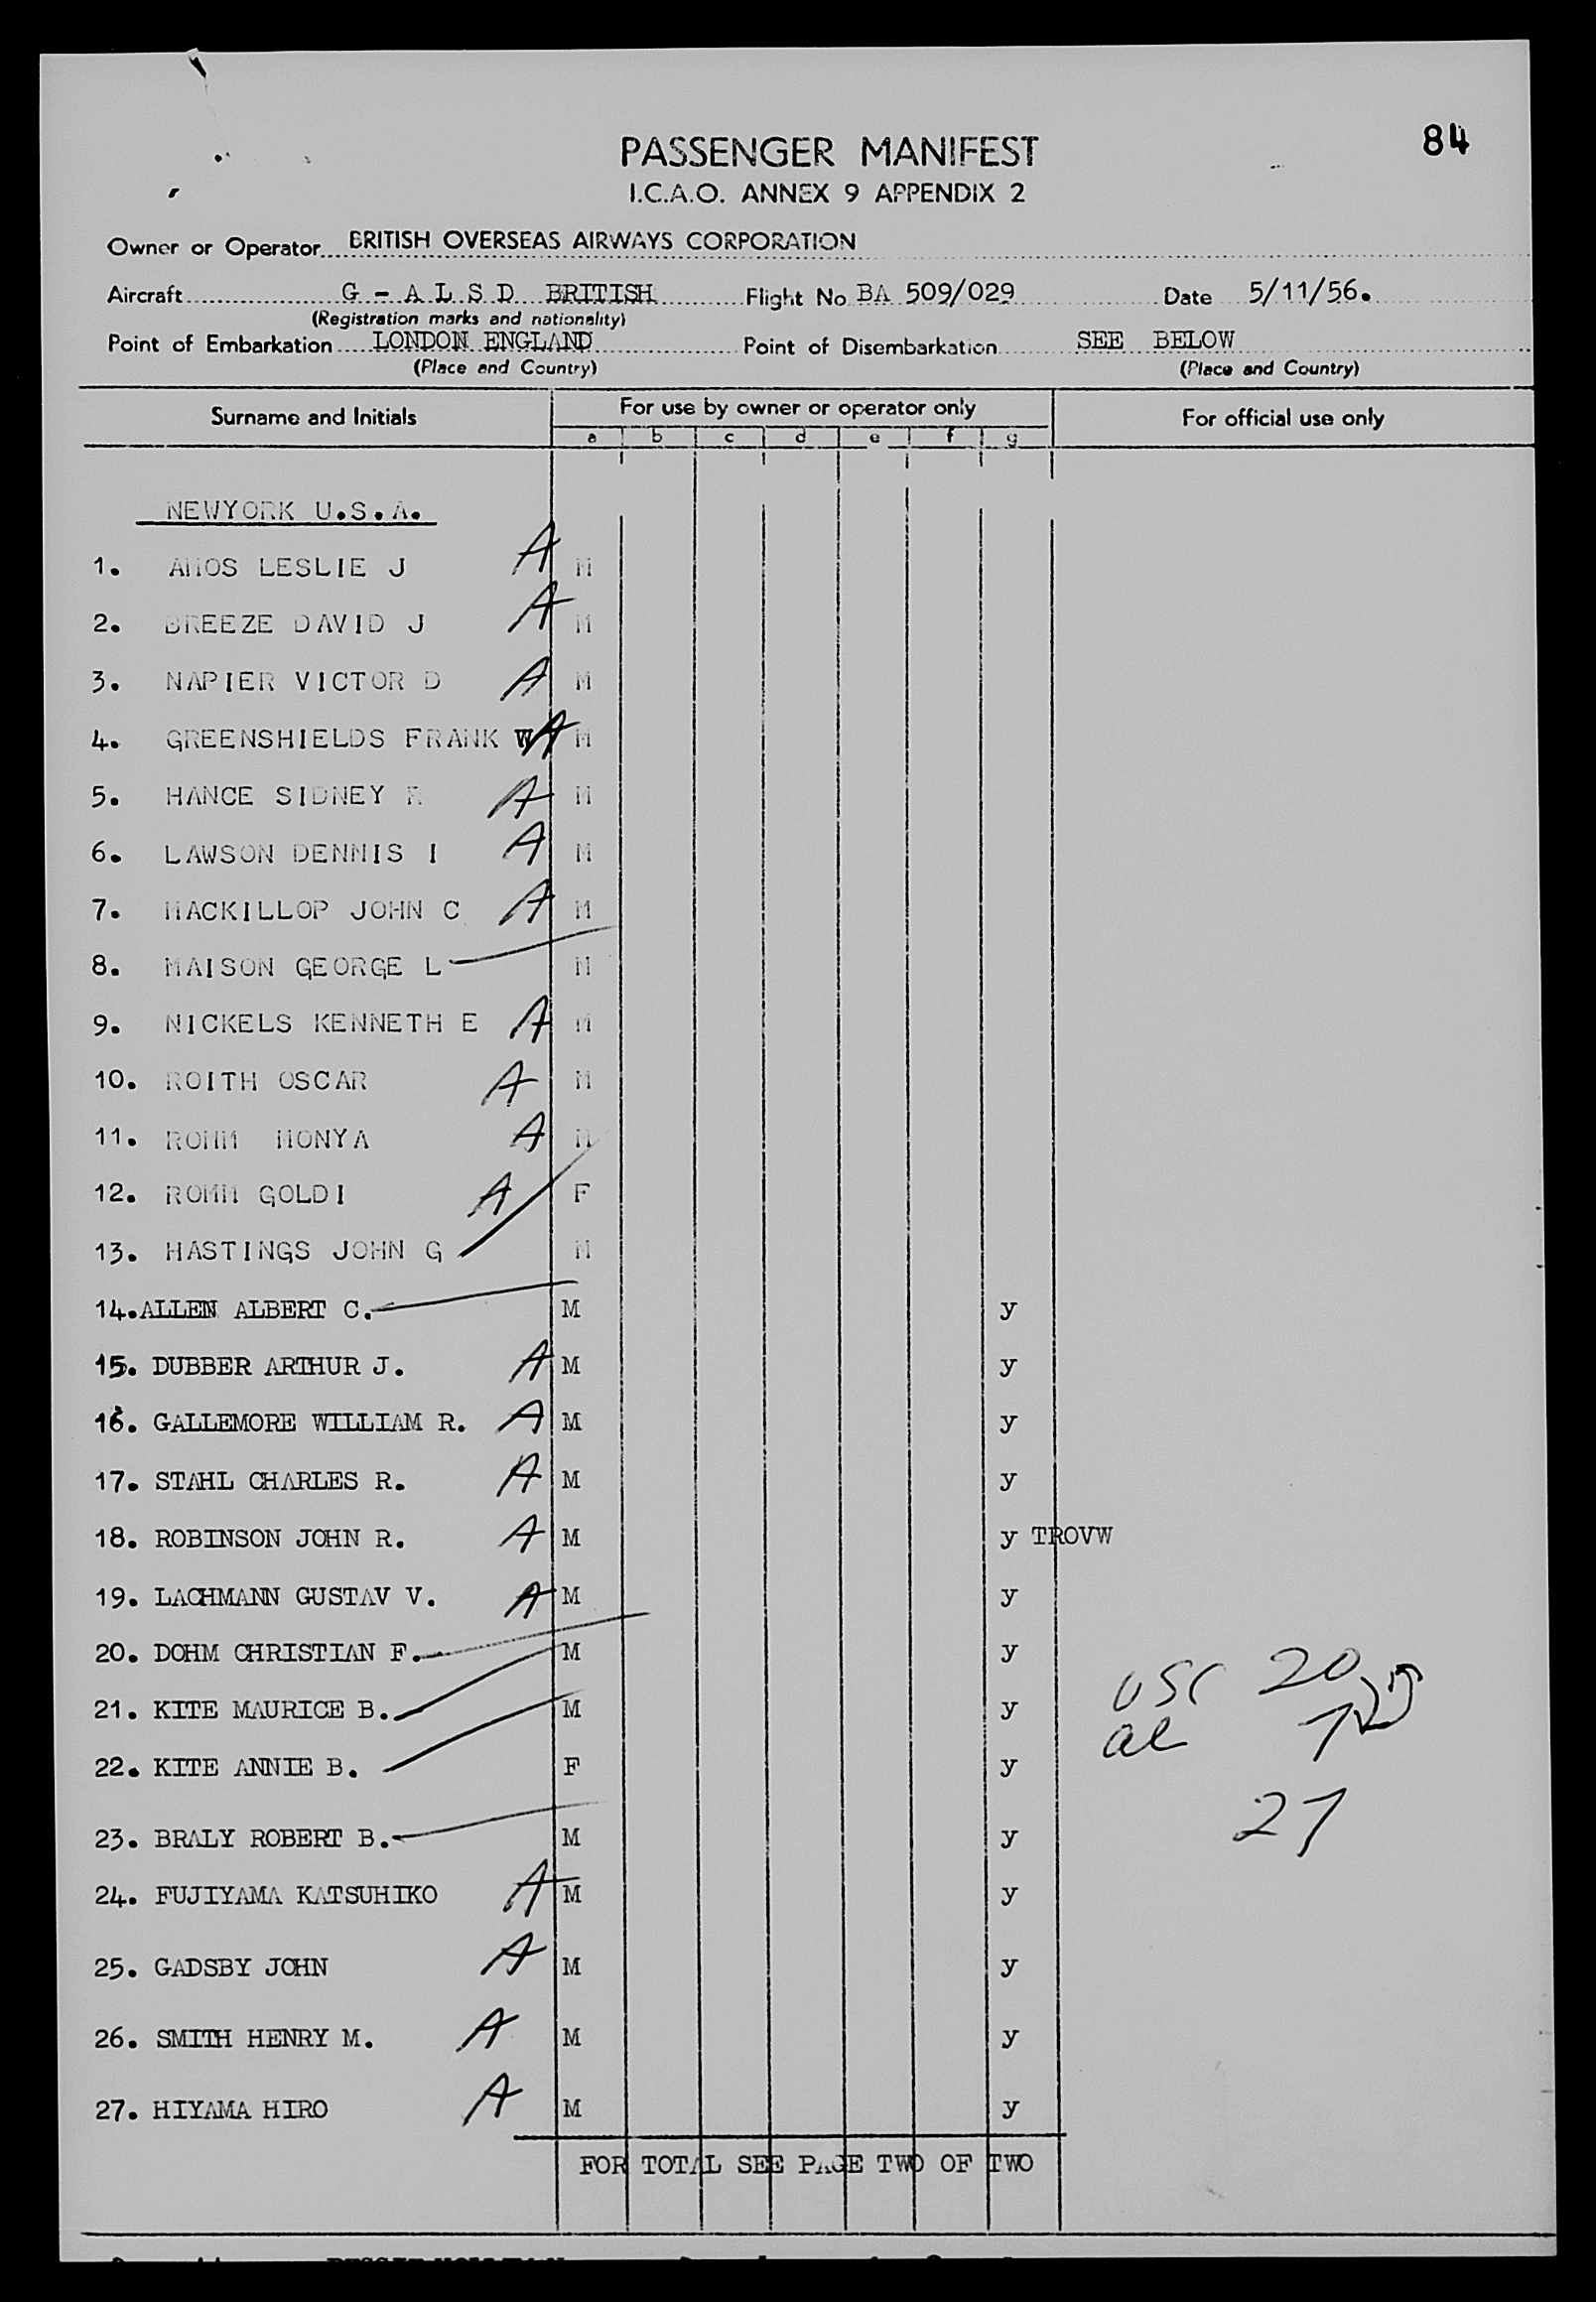 84
PASSENGER MANIFEST
I.C.A.O. ANNEX 9 APPENDIX 2
Owner or Operator BRITISH OVERSEAS AIRWAYS CORPORATION
Aircraft G - A L S D BRITISH Flight No BA 509/029 Date 5/11/56.
(Registration marks and nationality)
Point of Embarkation LONDON ENGLAND Point of Disembarkation SEE BELOW
(Place and Country) (Place and Country)
Surname and Initials For use by owner or operator only For official use only
a b c d e f g
NEWYORK U.S.A.
1. AMOS LESLIE J A M
2. BREEZE DAVID J A M
3. NAPIER VICTOR D A M
4. GREENSHIELDS FRANK W A M
5. HANCE SIDNEY R A M
6. LAWSON DENNIS I A M
7. MACKILLOP JOHN C A M
8. MAISON GEORGE L M
9. NICKELS KENNETH E A M
10. ROITH OSCAR A M
11. ROMM MONYA A M
12. ROMM GOLDI A F
13. HASTINGS JOHN G M
14. ALLEN ALBERT C. M y
15. DUBBER ARTHUR J. A M y
16. GALLEMORE WILLIAM R. A M y
17. STAHL CHARLES R. A M y
18. ROBINSON JOHN R. A M y TROVW
19. LACHMANN GUSTAV V. A M y
20. DOHM CHRISTIAN F. M y
21. KITE MAURICE B. M y
22. KITE ANNIE B. F y
23. BRALY ROBERT B. M y
24. FUJIYAMA KATSUHIKO A M y
25. GADSBY JOHN A M y
26. SMITH HENRY M. A M y
27. HIYAMA HIRO A M y
USC 20
al 7
27
FOR TOTAL SEE PAGE TWO OF TWO